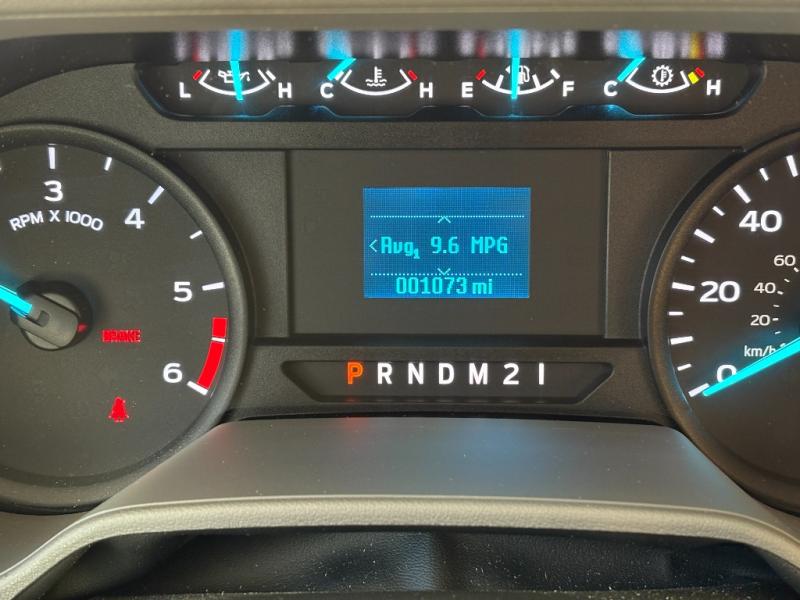 L H C H E F C H
3
RPM X 1000
4
5
6
BRAKE
<Avg1 9.6 MPG
001073 mi
P R N D M 2 1
40
20
0
60
40
20
km/h